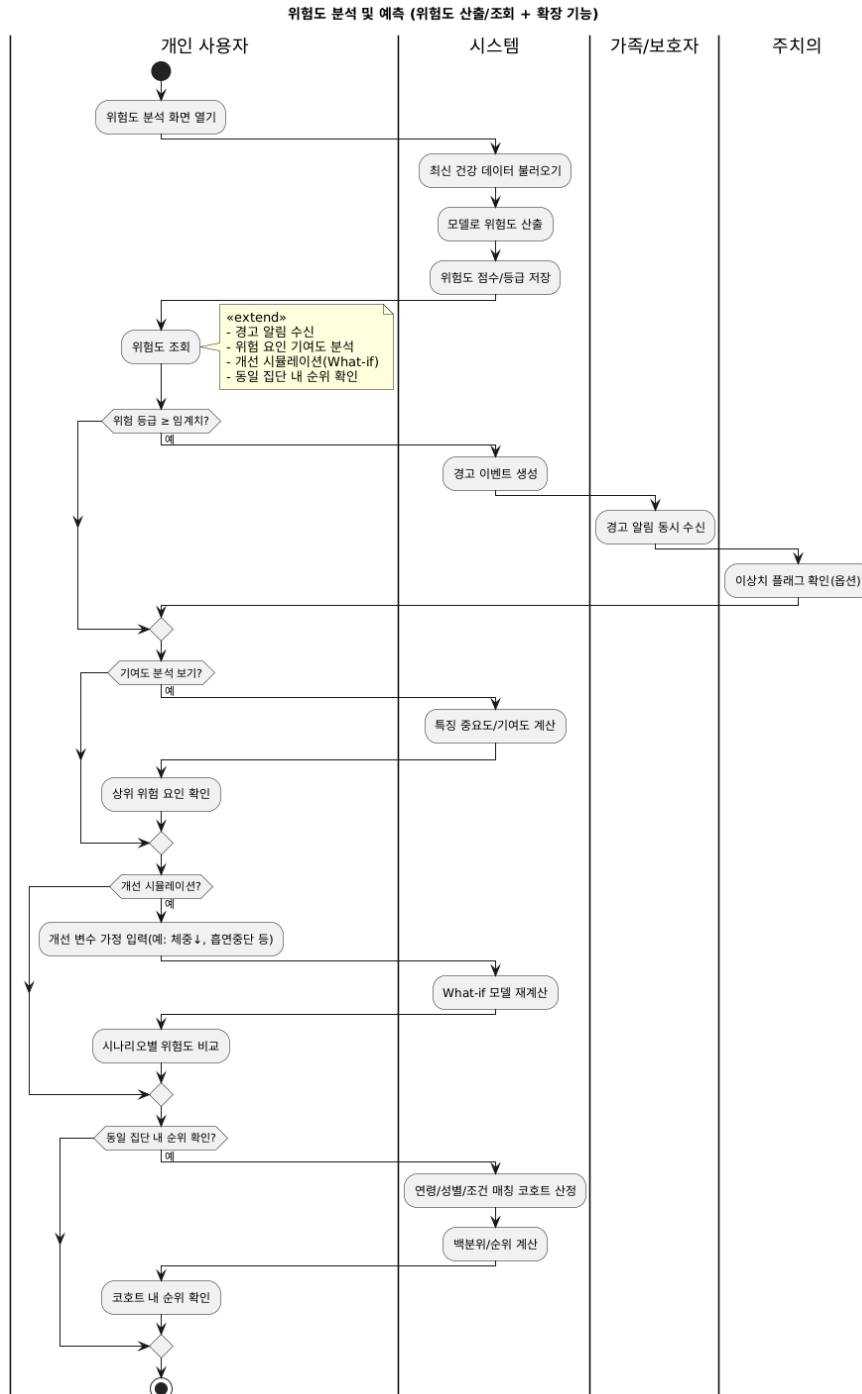 위험도 분석 및 예측 (위험도 산출/조회 + 확장 기능)
개인 사용자
시스템
가족/보호자
주치의
위험도 분석 화면 열기
최신 건강 데이터 불러오기
모델로 위험도 산출
위험도 점수/등급 저장
위험도 조회
«extend»
- 경고 알림 수신
- 위험 요인 기여도 분석
- 개선 시뮬레이션(What-if)
- 동일 집단 내 순위 확인
위험 등급 ≥ 임계치?
예
경고 이벤트 생성
경고 알림 동시 수신
이상치 플래그 확인(옵션)
기여도 분석 보기?
예
특징 중요도/기여도 계산
상위 위험 요인 확인
개선 시뮬레이션?
예
개선 변수 가정 입력(예: 체중↓, 흡연중단 등)
What-if 모델 재계산
시나리오별 위험도 비교
동일 집단 내 순위 확인?
예
연령/성별/조건 매칭 코호트 산정
백분위/순위 계산
코호트 내 순위 확인